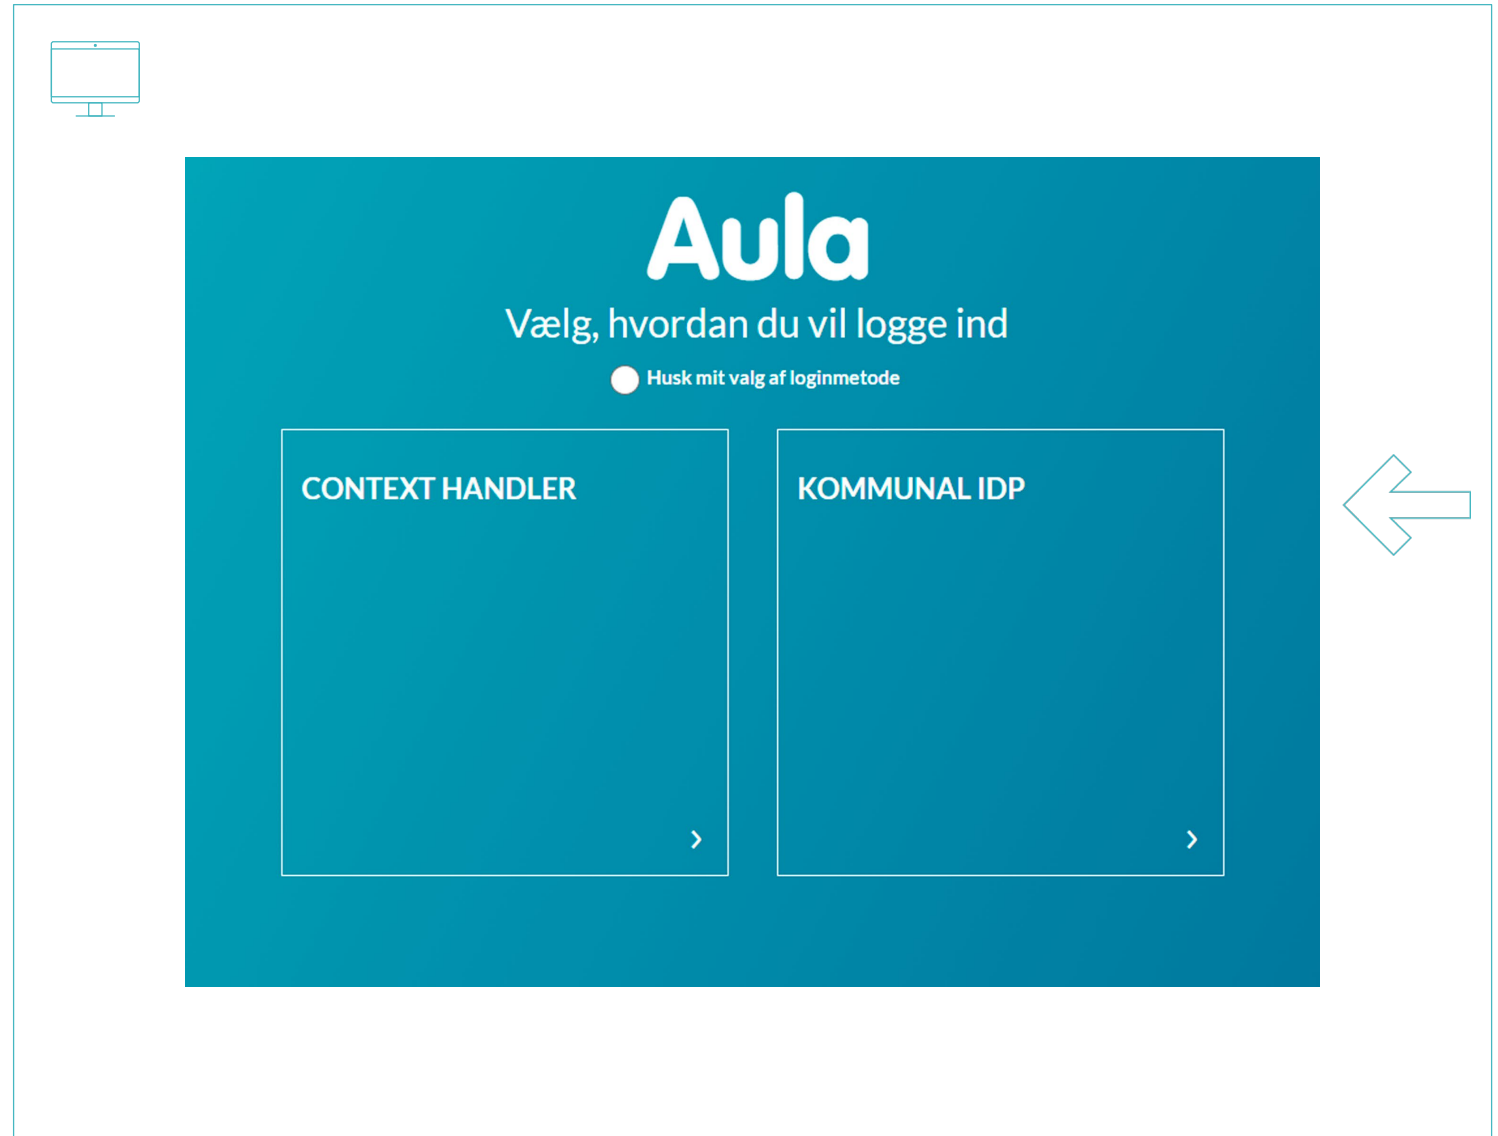 Aula
Vælg, hvordan du vil logge ind
Husk mit valg af loginmetode
CONTEXT HANDLER
KOMMUNAL IDP